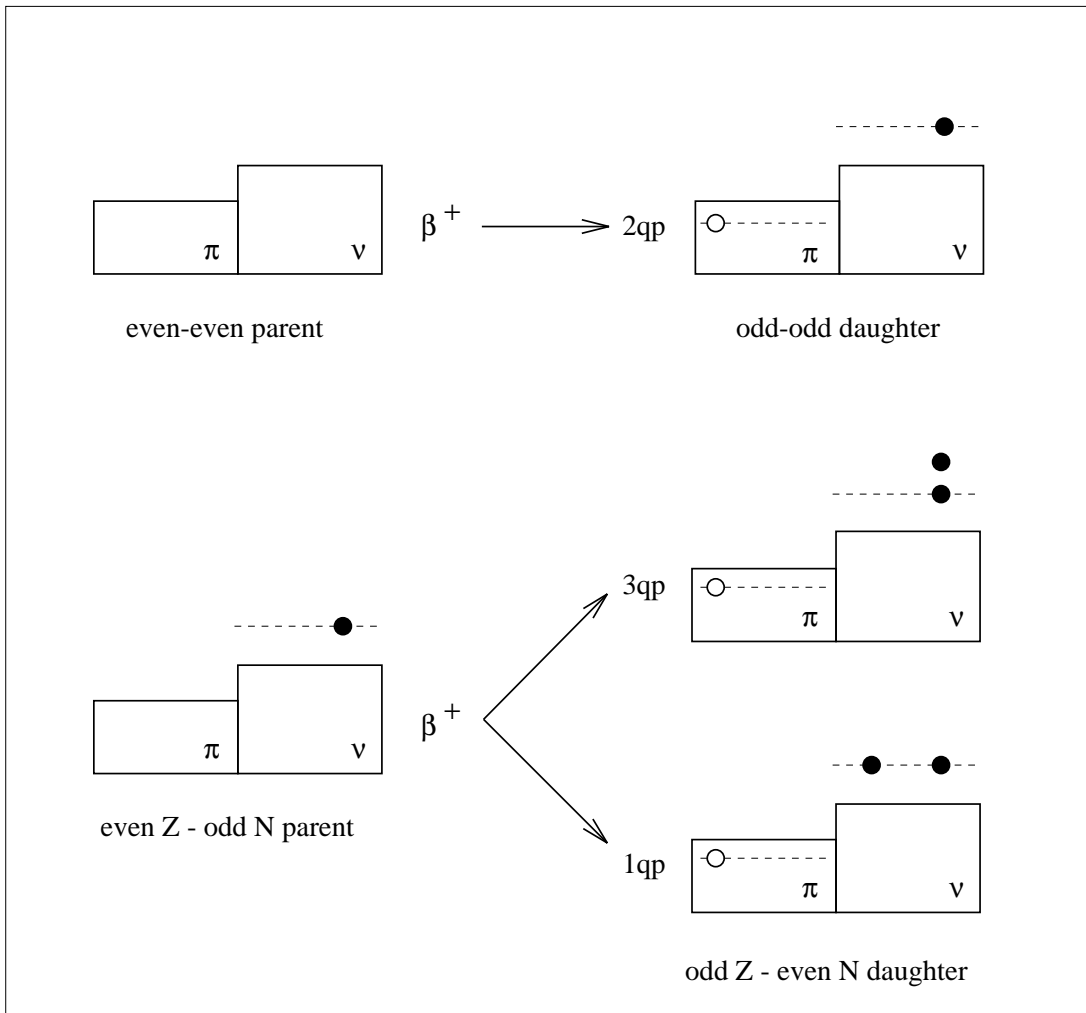 π ν β + 2qp π ν
even-even parent odd-odd daughter
3qp π ν
π ν β +
even Z - odd N parent
1qp π ν
odd Z - even N daughter